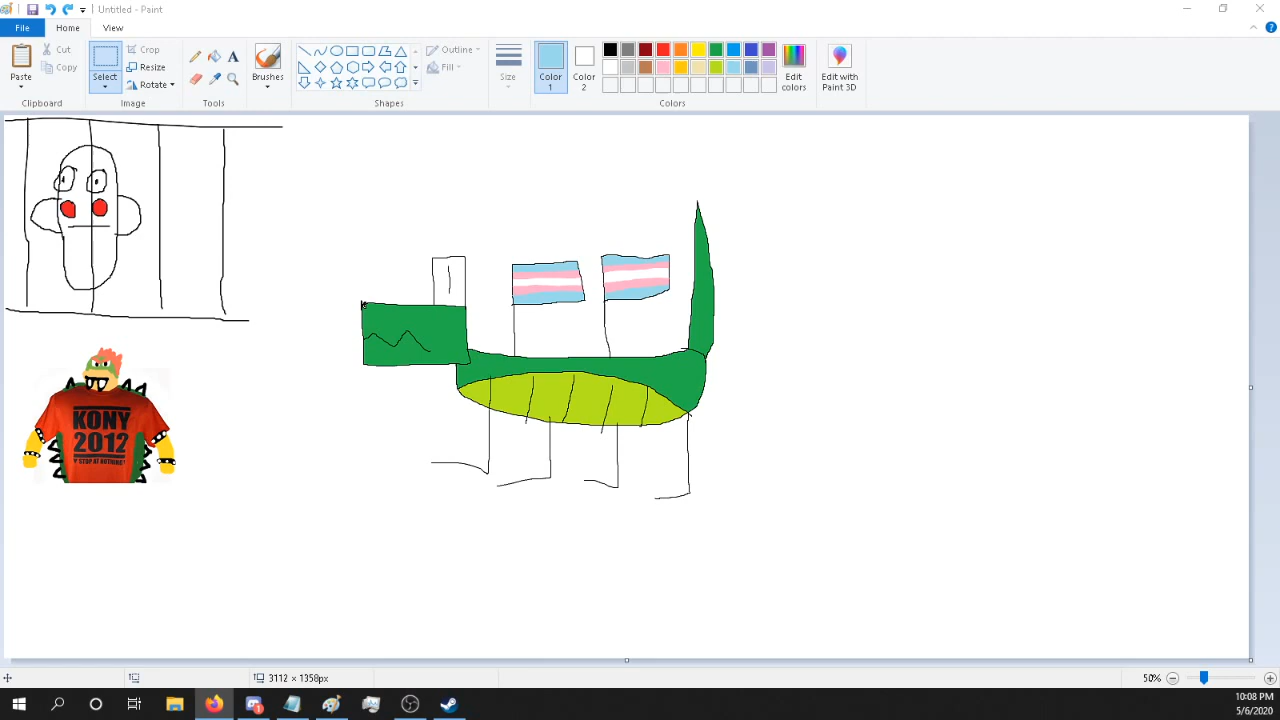 Untitled - Paint
File
Home
View
Paste
Cut
Copy
Clipboard
Select
Crop
Resize
Rotate
Image
A
Tools
Brushes
Outline
Fill
Shapes
Size
Color 1
Color 2
Edit colors
Edit with Paint 3D
Colors
KONY
2012
3112 × 1358px
50%
10:08 PM
5/6/2020